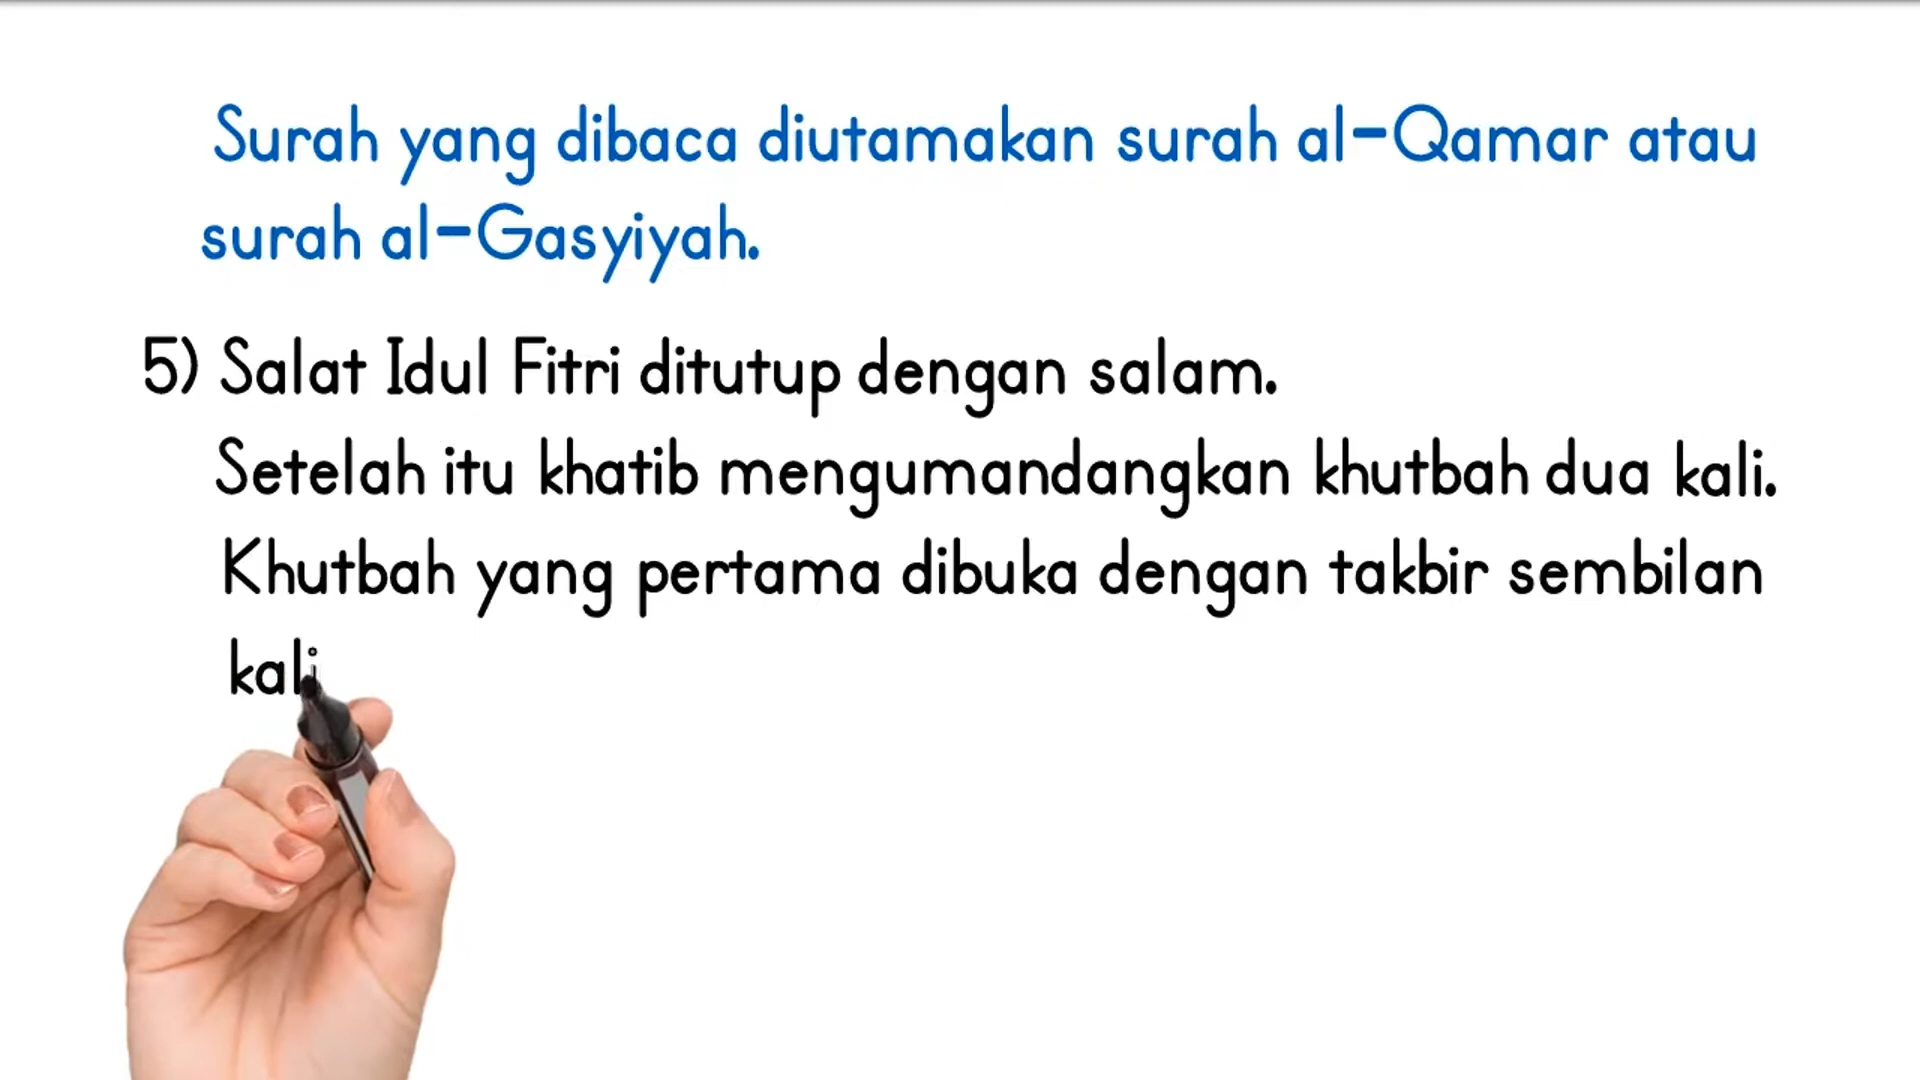 Surah yang dibaca diutamakan surah al-Qamar atau
surah al-Gasyiyah.
5) Salat Idul Fitri ditutup dengan salam.
Setelah itu khatib mengumandangkan khutbah dua kali.
Khutbah yang pertama dibuka dengan takbir sembilan
kali